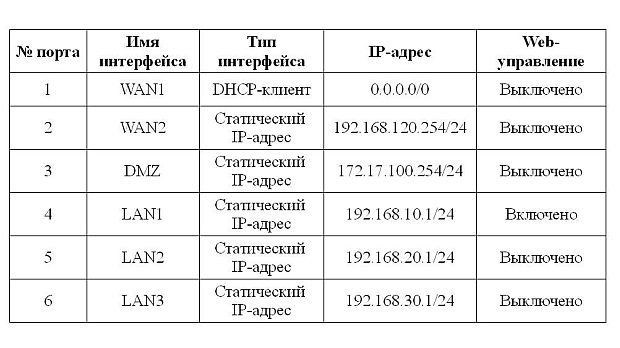 № порта
Имя интерфейса
Тип интерфейса
IP-адрес
Web-управление
1
WAN1
DHCP-клиент
0.0.0.0/0
Выключено
2
WAN2
Статический IP-адрес
192.168.120.254/24
Выключено
3
DMZ
Статический IP-адрес
172.17.100.254/24
Выключено
4
LAN1
Статический IP-адрес
192.168.10.1/24
Включено
5
LAN2
Статический IP-адрес
192.168.20.1/24
Выключено
6
LAN3
Статический IP-адрес
192.168.30.1/24
Выключено